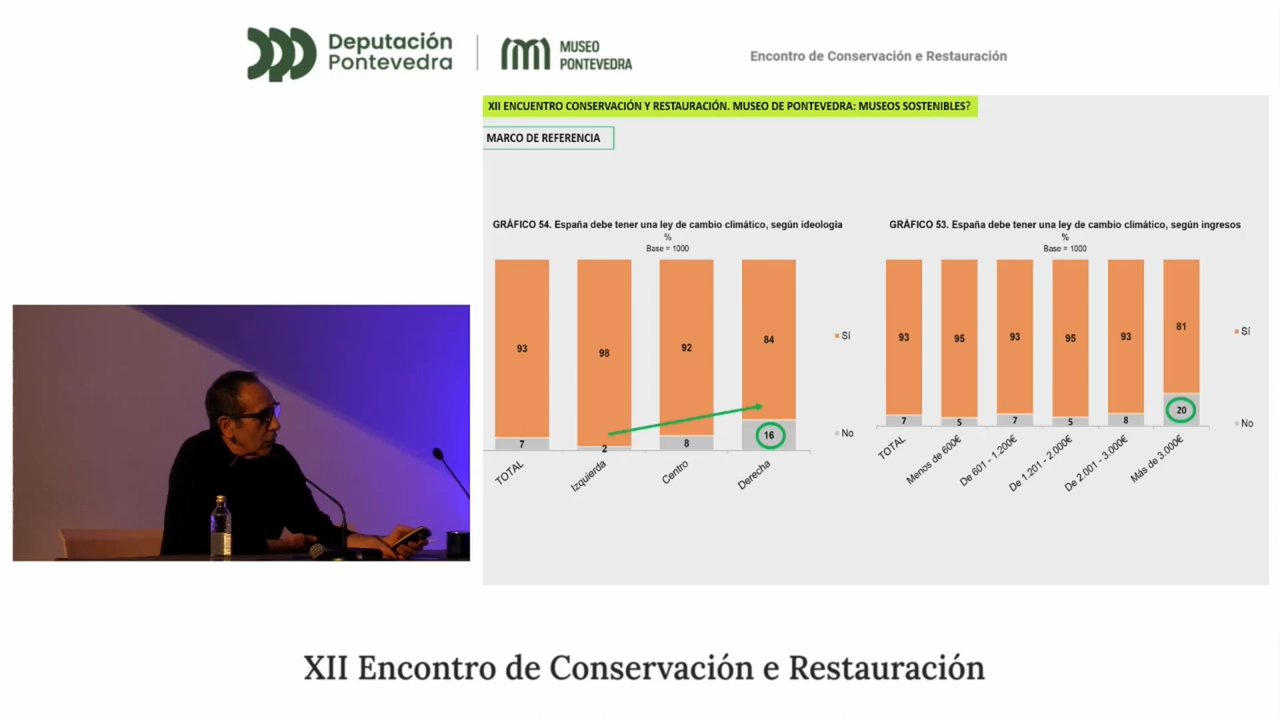 Deputación
Pontevedra
MUSEO
PONTEVEDRA
Encontro de Conservación e Restauración
XII ENCUENTRO CONSERVACIÓN Y RESTAURACIÓN. MUSEO DE PONTEVEDRA: MUSEOS SOSTENIBLES?
MARCO DE REFERENCIA
GRÁFICO 54. España debe tener una ley de cambio climático, según ideología
%
Base = 1000
93
98
92
84
Sí
7
2
8
16
No
TOTAL
Izquierda
Centro
Derecha
GRÁFICO 53. España debe tener una ley de cambio climático, según ingresos
%
Base = 1000
93
95
93
95
93
81
Sí
7
5
7
5
8
20
No
TOTAL
Menos de 600€
De 601 - 1.200€
De 1.201 - 2.000€
De 2.001 - 3.000€
Más de 3.000€
XII Encontro de Conservación e Restauración